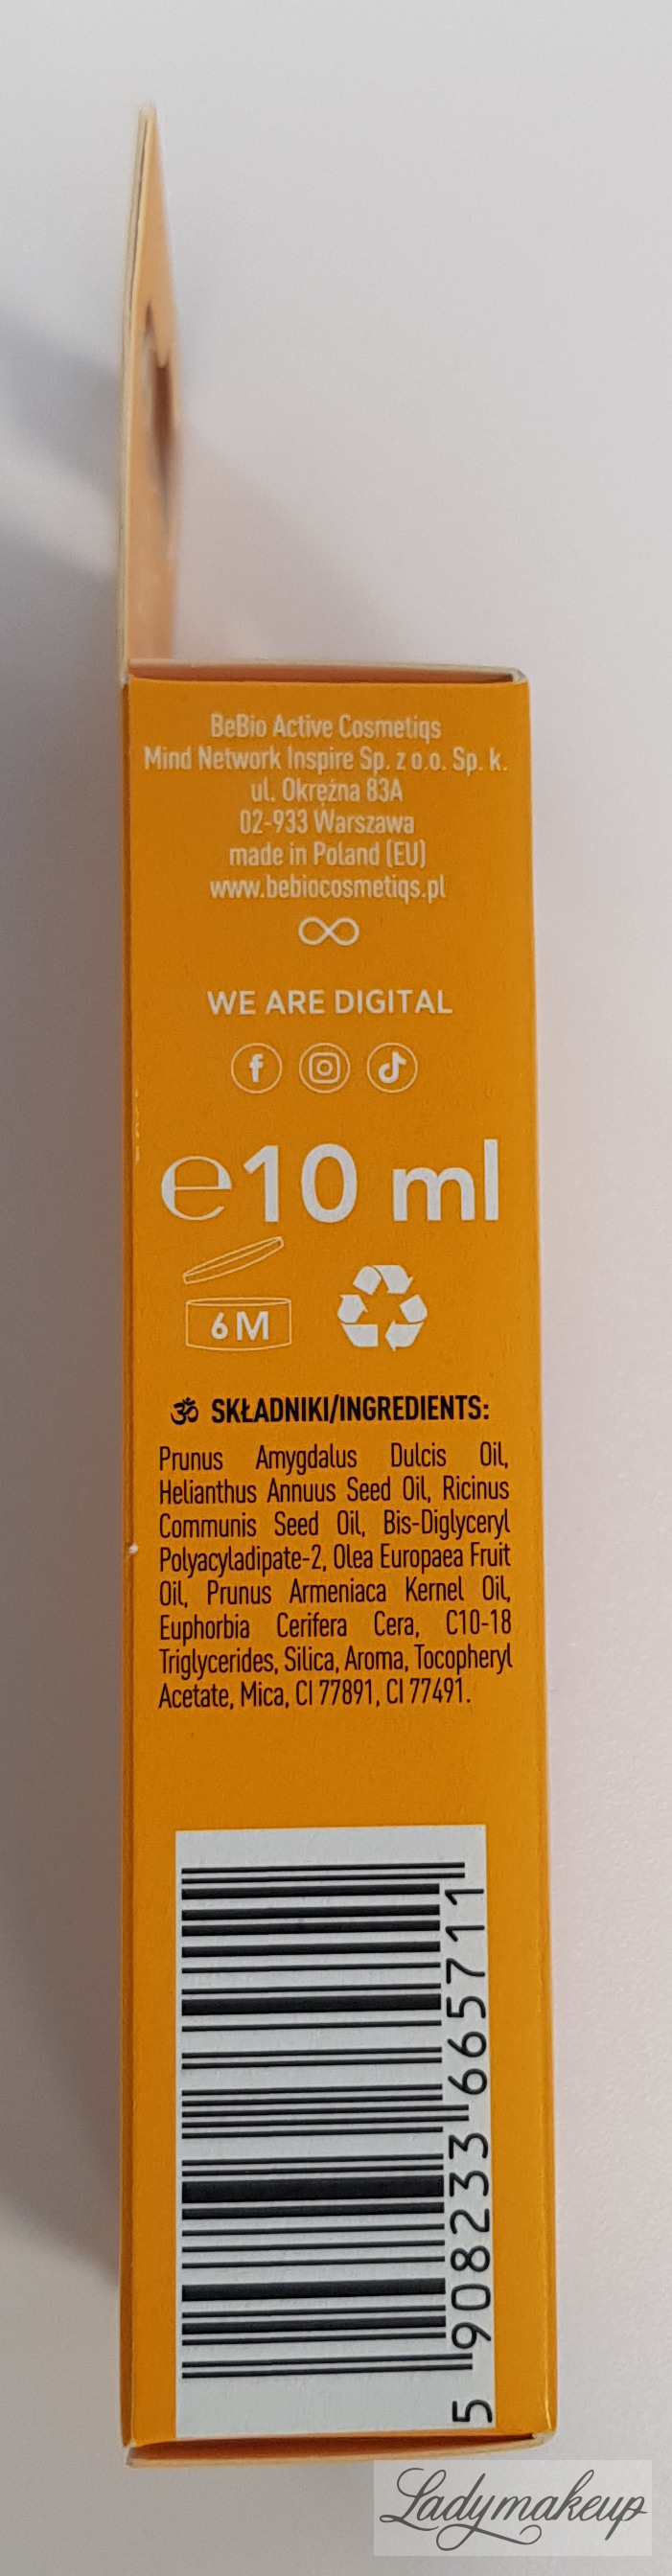 BeBio Active Cosmetiqs
Mind Network Inspire Sp. z o.o. Sp. k.
ul. Okrężna 83A
02-933 Warszawa
made in Poland (EU)
www.bebiocosmetiqs.pl
WE ARE DIGITAL
℮10 ml
6M
ॐ SKŁADNIKI/INGREDIENTS:
Prunus Amygdalus Dulcis Oil,
Helianthus Annuus Seed Oil, Ricinus
Communis Seed Oil, Bis-Diglyceryl
Polyacyladipate-2, Olea Europaea Fruit
Oil, Prunus Armeniaca Kernel Oil,
Euphorbia Cerifera Cera, C10-18
Triglycerides, Silica, Aroma, Tocopheryl
Acetate, Mica, CI 77891, CI 77491.
5 908233 665711
Ladymakeup